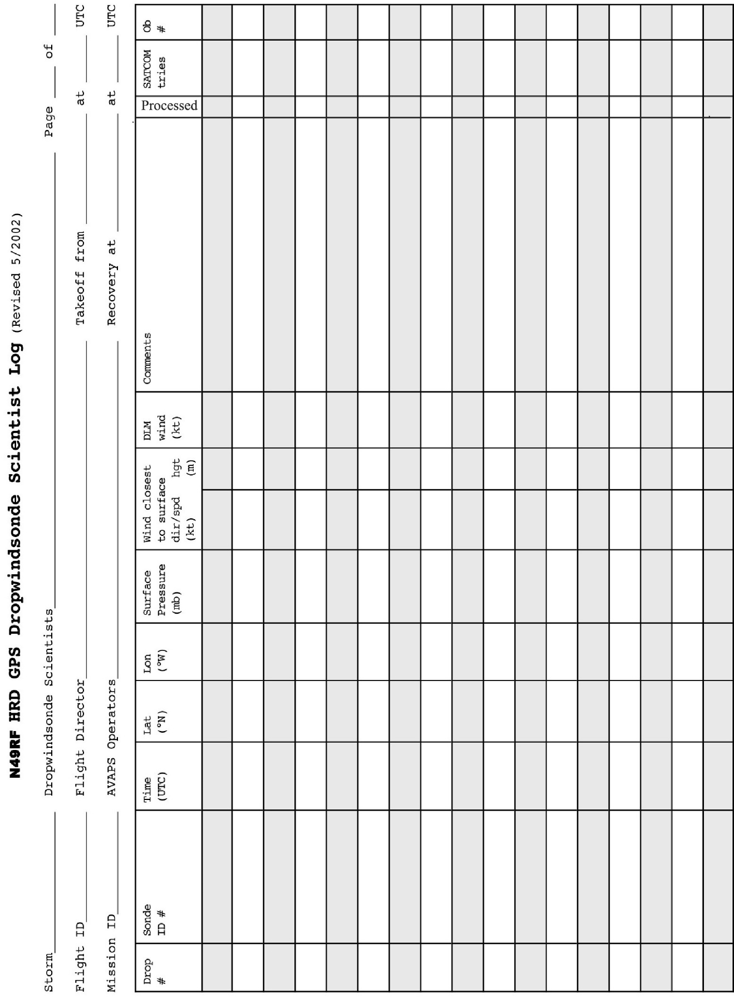 N49RF HRD GPS Dropwindsonde Scientist Log (Revised 5/2002)
Storm Dropwindsonde Scientists Page of
Flight ID Flight Director Takeoff from at UTC
Mission ID AVAPS Operators Recovery at at UTC
Drop #
Sonde ID #
Time (UTC)
Lat (°N)
Lon (°W)
Surface Pressure (mb)
Wind closest to surface
dir/spd (kt)
hgt (m)
DLM wind (kt)
Comments
Processed
SATCOM tries
Ob #